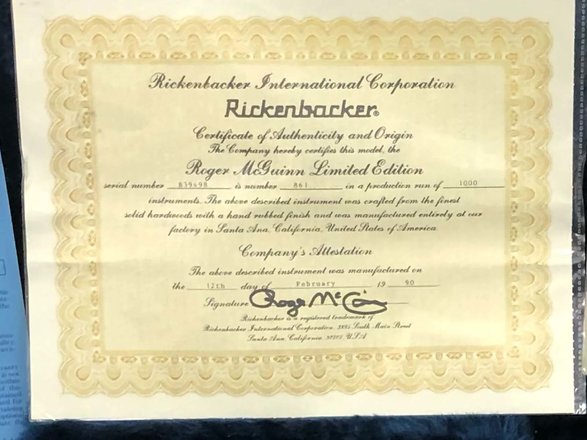 Rickenbacker International Corporation
Rickenbacker®
Certificate of Authenticity and Origin
The Company hereby certifies this model, the
Roger McGuinn Limited Edition
serial number B39498 is number 861 in a production run of 1000
instruments. The above described instrument was crafted from the finest
solid hardwoods with a hand rubbed finish and was manufactured entirely at our
factory in Santa Ana, California, United States of America
Company's Attestation
The above described instrument was manufactured on
the 12th day of February 19 90
Signature Roger McGuinn
Rickenbacker is a registered trademark of
Rickenbacker International Corporation 3895 South Main Street
Santa Ana California 92707 USA